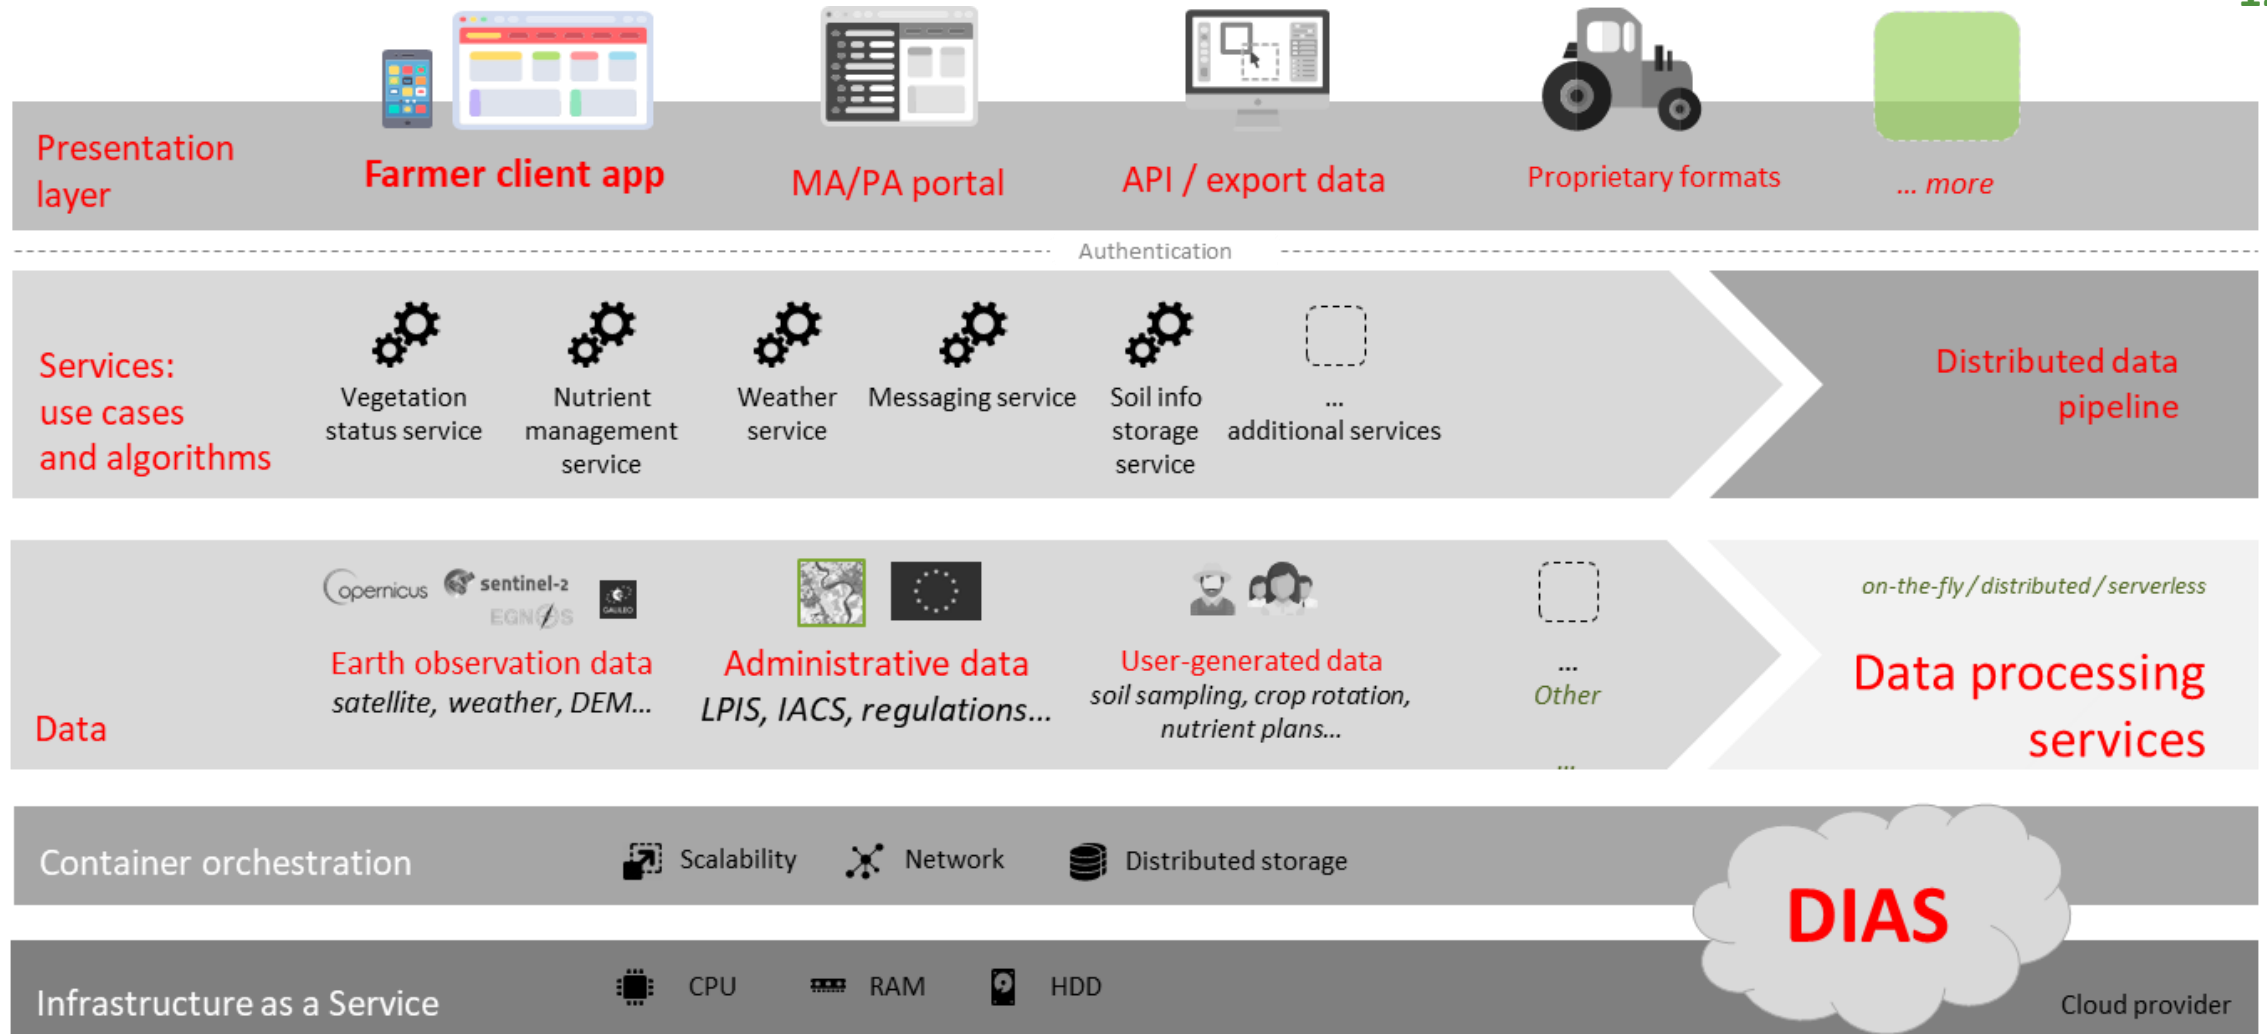 Presentation
layer
Farmer client app
MA/PA portal
API / export data
Proprietary formats
... more
Authentication
Services:
use cases
and algorithms
Vegetation
status service
Nutrient
management
service
Weather
service
Messaging service
Soil info
storage
service
...
additional services
Distributed data
pipeline
Data
opernicus
sentinel-2
EGNOS
GALILEO
Earth observation data
satellite, weather, DEM...
Administrative data
LPIS, IACS, regulations...
User-generated data
soil sampling, crop rotation,
nutrient plans...
...
Other
...
on-the-fly / distributed / serverless
Data processing
services
Container orchestration
Scalability
Network
Distributed storage
DIAS
Infrastructure as a Service
CPU
RAM
HDD
Cloud provider